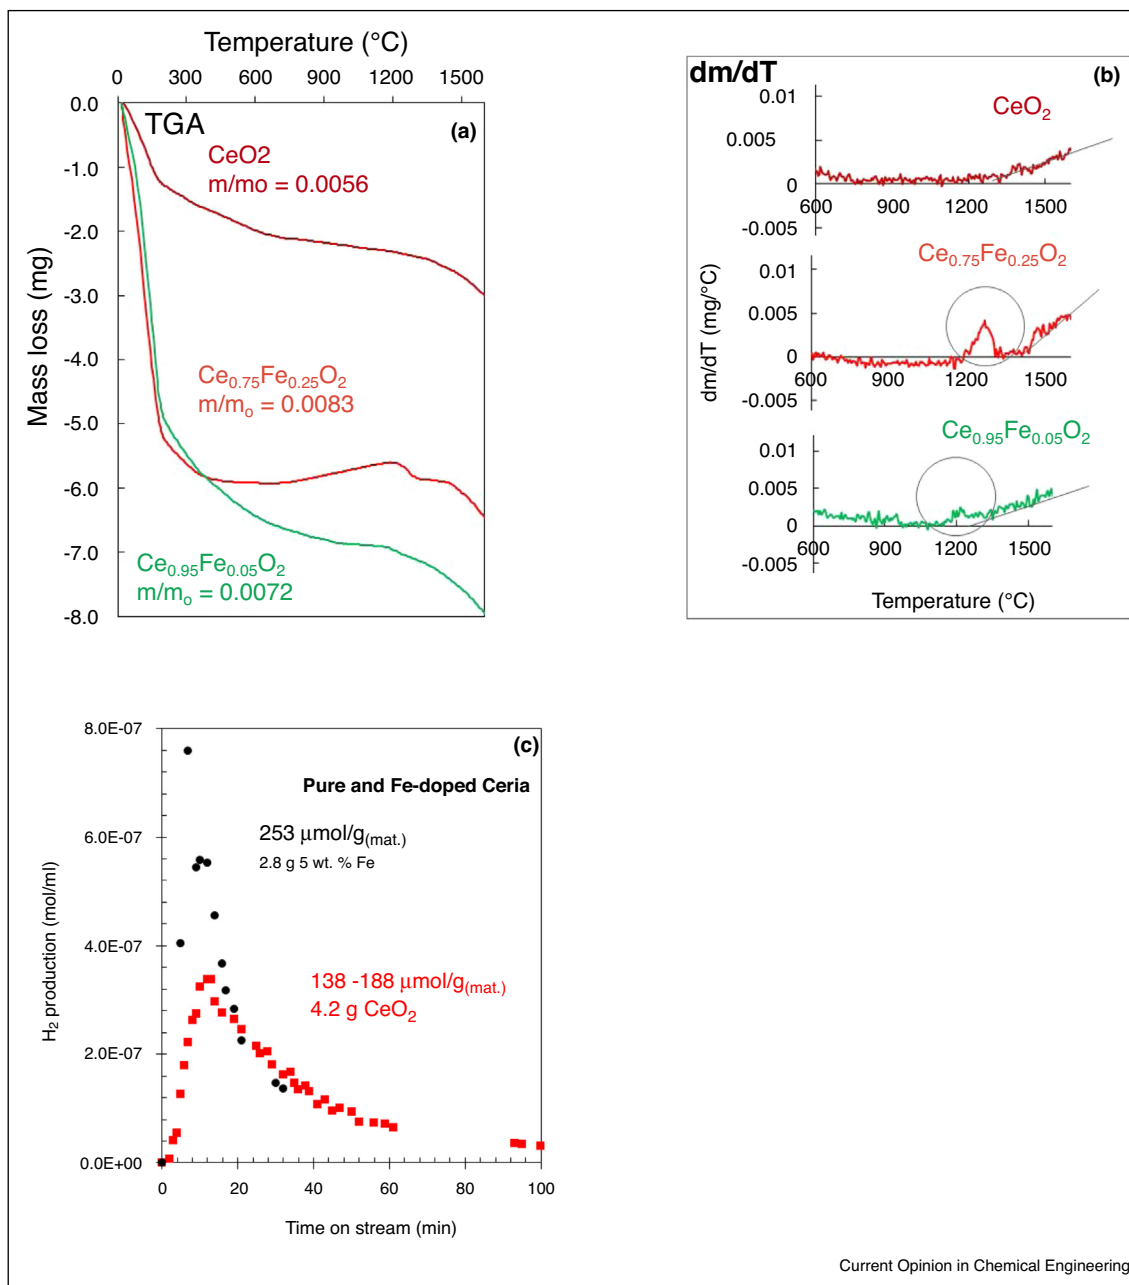 Temperature (°C)
0 300 600 900 1200 1500
0.0
-1.0
-2.0
-3.0
-4.0
-5.0
-6.0
-7.0
-8.0
Mass loss (mg)
TGA
(a)
CeO2
m/mo = 0.0056
Ce0.75Fe0.25O2
m/mo = 0.0083
Ce0.95Fe0.05O2
m/mo = 0.0072
dm/dT
(b)
CeO2
0.01
0.005
0
-0.005
600 900 1200 1500
Ce0.75Fe0.25O2
0.01
0.005
0
-0.005
600 900 1200 1500
dm/dT (mg/°C)
Ce0.95Fe0.05O2
0.01
0.005
0
-0.005
600 900 1200 1500
Temperature (°C)
8.0E-07
6.0E-07
4.0E-07
2.0E-07
0.0E+00
H2 production (mol/ml)
(c)
Pure and Fe-doped Ceria
253 μmol/g(mat.)
2.8 g 5 wt. % Fe
138 -188 μmol/g(mat.)
4.2 g CeO2
0 20 40 60 80 100
Time on stream (min)
Current Opinion in Chemical Engineering